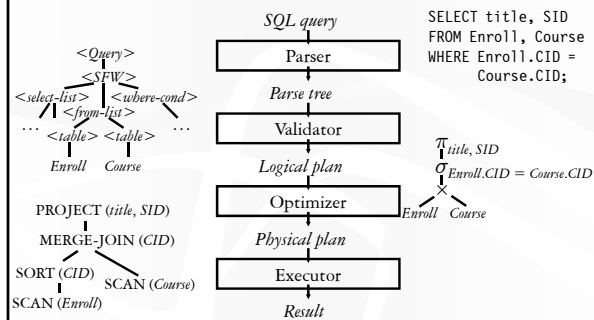 SQL query
Parser
Parse tree
Validator
Logical plan
Optimizer
Physical plan
Executor
Result
SELECT title, SID
FROM Enroll, Course
WHERE Enroll.CID =
Course.CID;
<Query>
<SFW>
<select-list> <where-cond>
<from-list>
… <table> <table> …
Enroll Course
π title, SID
σ Enroll.CID = Course.CID
×
Enroll Course
PROJECT (title, SID)
MERGE-JOIN (CID)
SORT (CID)
SCAN (Course)
SCAN (Enroll)